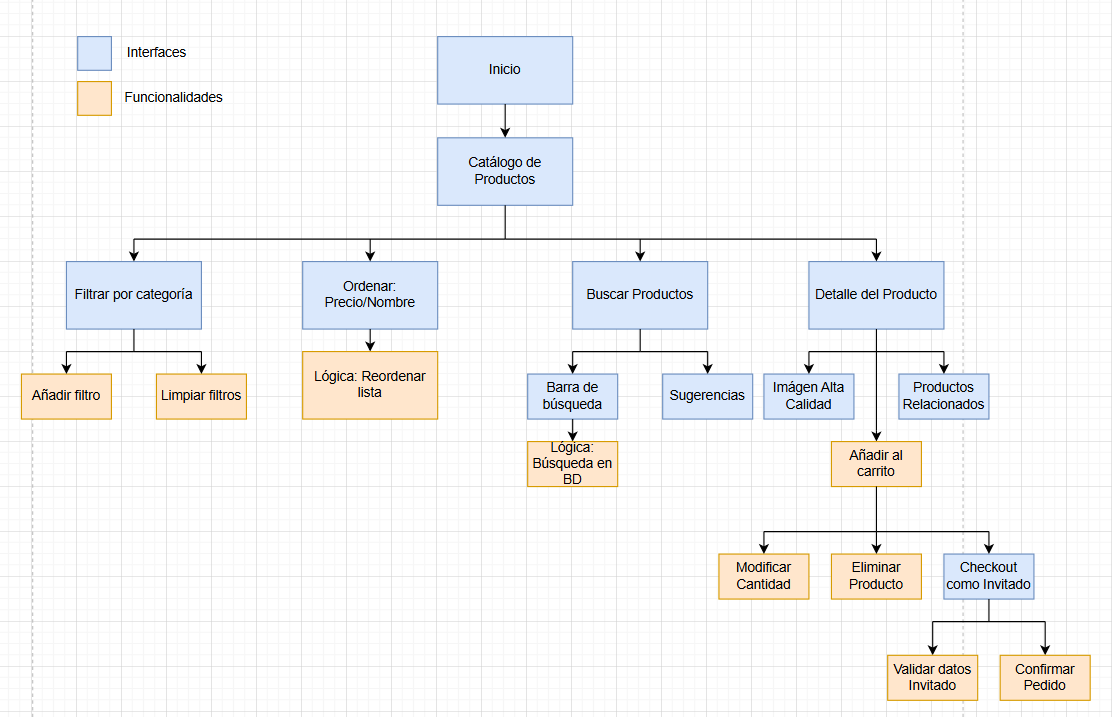 Interfaces
Funcionalidades
Inicio
Catálogo de
Productos
Filtrar por categoría
Ordenar:
Precio/Nombre
Buscar Productos
Detalle del Producto
Añadir filtro
Limpiar filtros
Lógica: Reordenar
lista
Barra de
búsqueda
Sugerencias
Imágen Alta
Calidad
Productos
Relacionados
Lógica:
Búsqueda en
BD
Añadir al
carrito
Modificar
Cantidad
Eliminar
Producto
Checkout
como Invitado
Validar datos
Invitado
Confirmar
Pedido